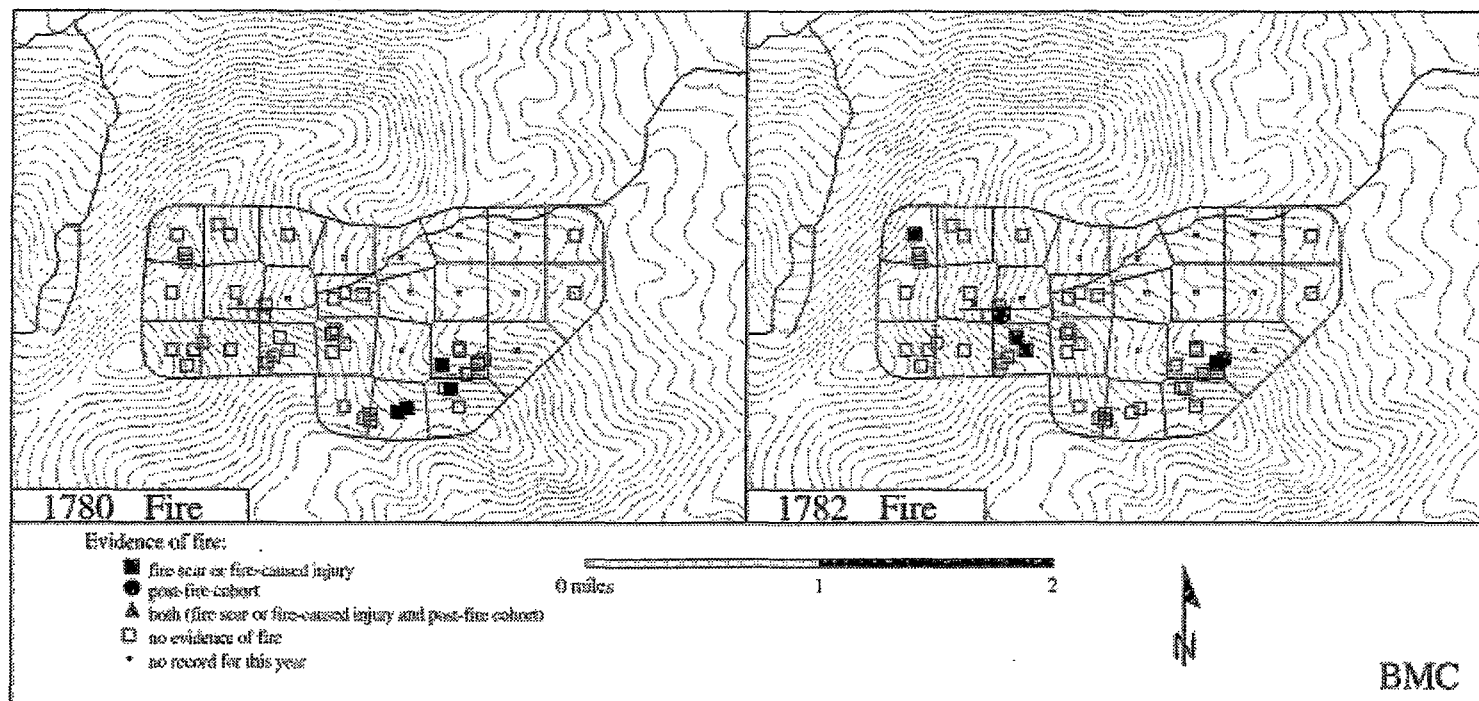 1780 Fire
1782 Fire
Evidence of fire:
fire scar or fire-caused injury
post-fire cohort
both (fire scar or fire-caused injury and post-fire cohort)
no evidence of fire
no record for this year
0 miles 1 2
N
BMC